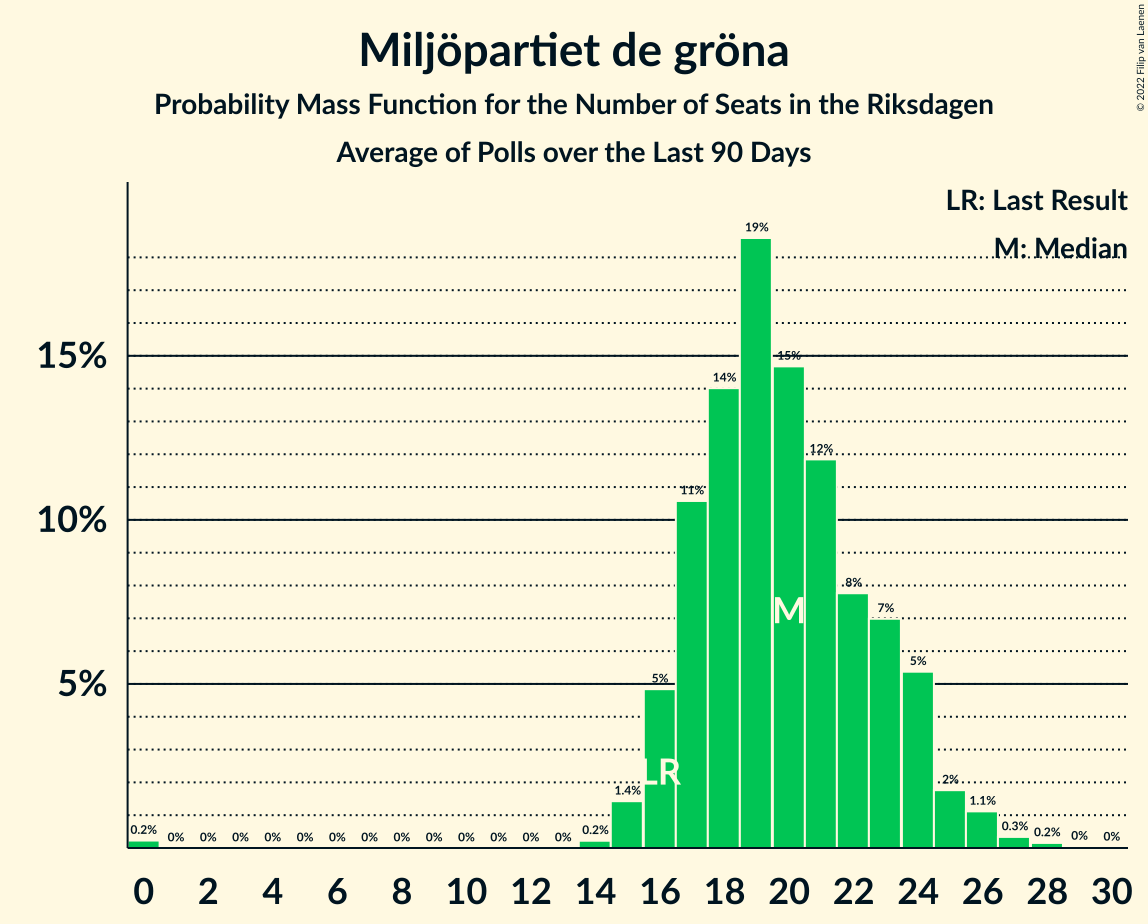 Miljöpartiet de gröna
Probability Mass Function for the Number of Seats in the Riksdagen
Average of Polls over the Last 90 Days
© 2022 Filip van Laenen
LR: Last Result
M: Median
15%
10%
5%
0.2% 0% 0% 0% 0% 0% 0% 0% 0% 0% 0% 0% 0% 0% 0.2% 1.4% 5% 11% 14% 19% 15% 12% 8% 7% 5% 2% 1.1% 0.3% 0.2% 0% 0%
LR
M
0 2 4 6 8 10 12 14 16 18 20 22 24 26 28 30